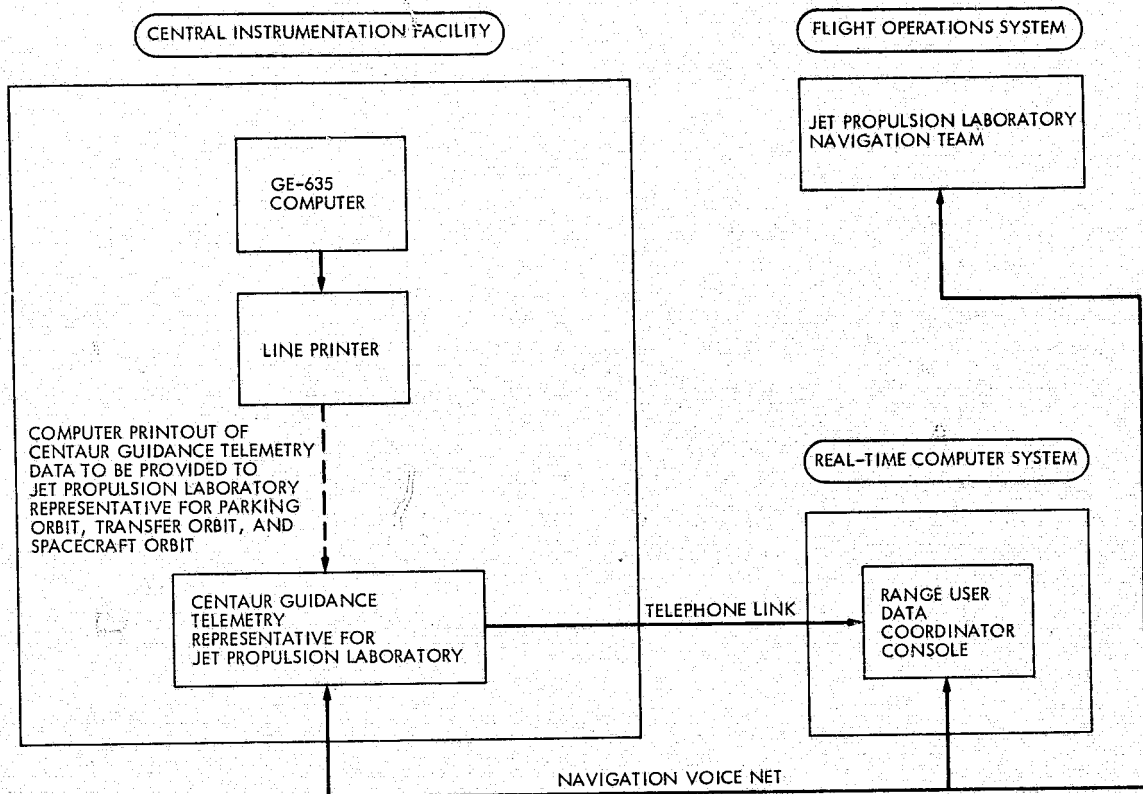 CENTRAL INSTRUMENTATION FACILITY
FLIGHT OPERATIONS SYSTEM
JET PROPULSION LABORATORY
NAVIGATION TEAM
GE-635
COMPUTER
LINE PRINTER
COMPUTER PRINTOUT OF
CENTAUR GUIDANCE TELEMETRY
DATA TO BE PROVIDED TO
JET PROPULSION LABORATORY
REPRESENTATIVE FOR PARKING
ORBIT, TRANSFER ORBIT, AND
SPACECRAFT ORBIT
REAL-TIME COMPUTER SYSTEM
CENTAUR GUIDANCE
TELEMETRY
REPRESENTATIVE FOR
JET PROPULSION LABORATORY
TELEPHONE LINK
RANGE USER
DATA
COORDINATOR
CONSOLE
NAVIGATION VOICE NET